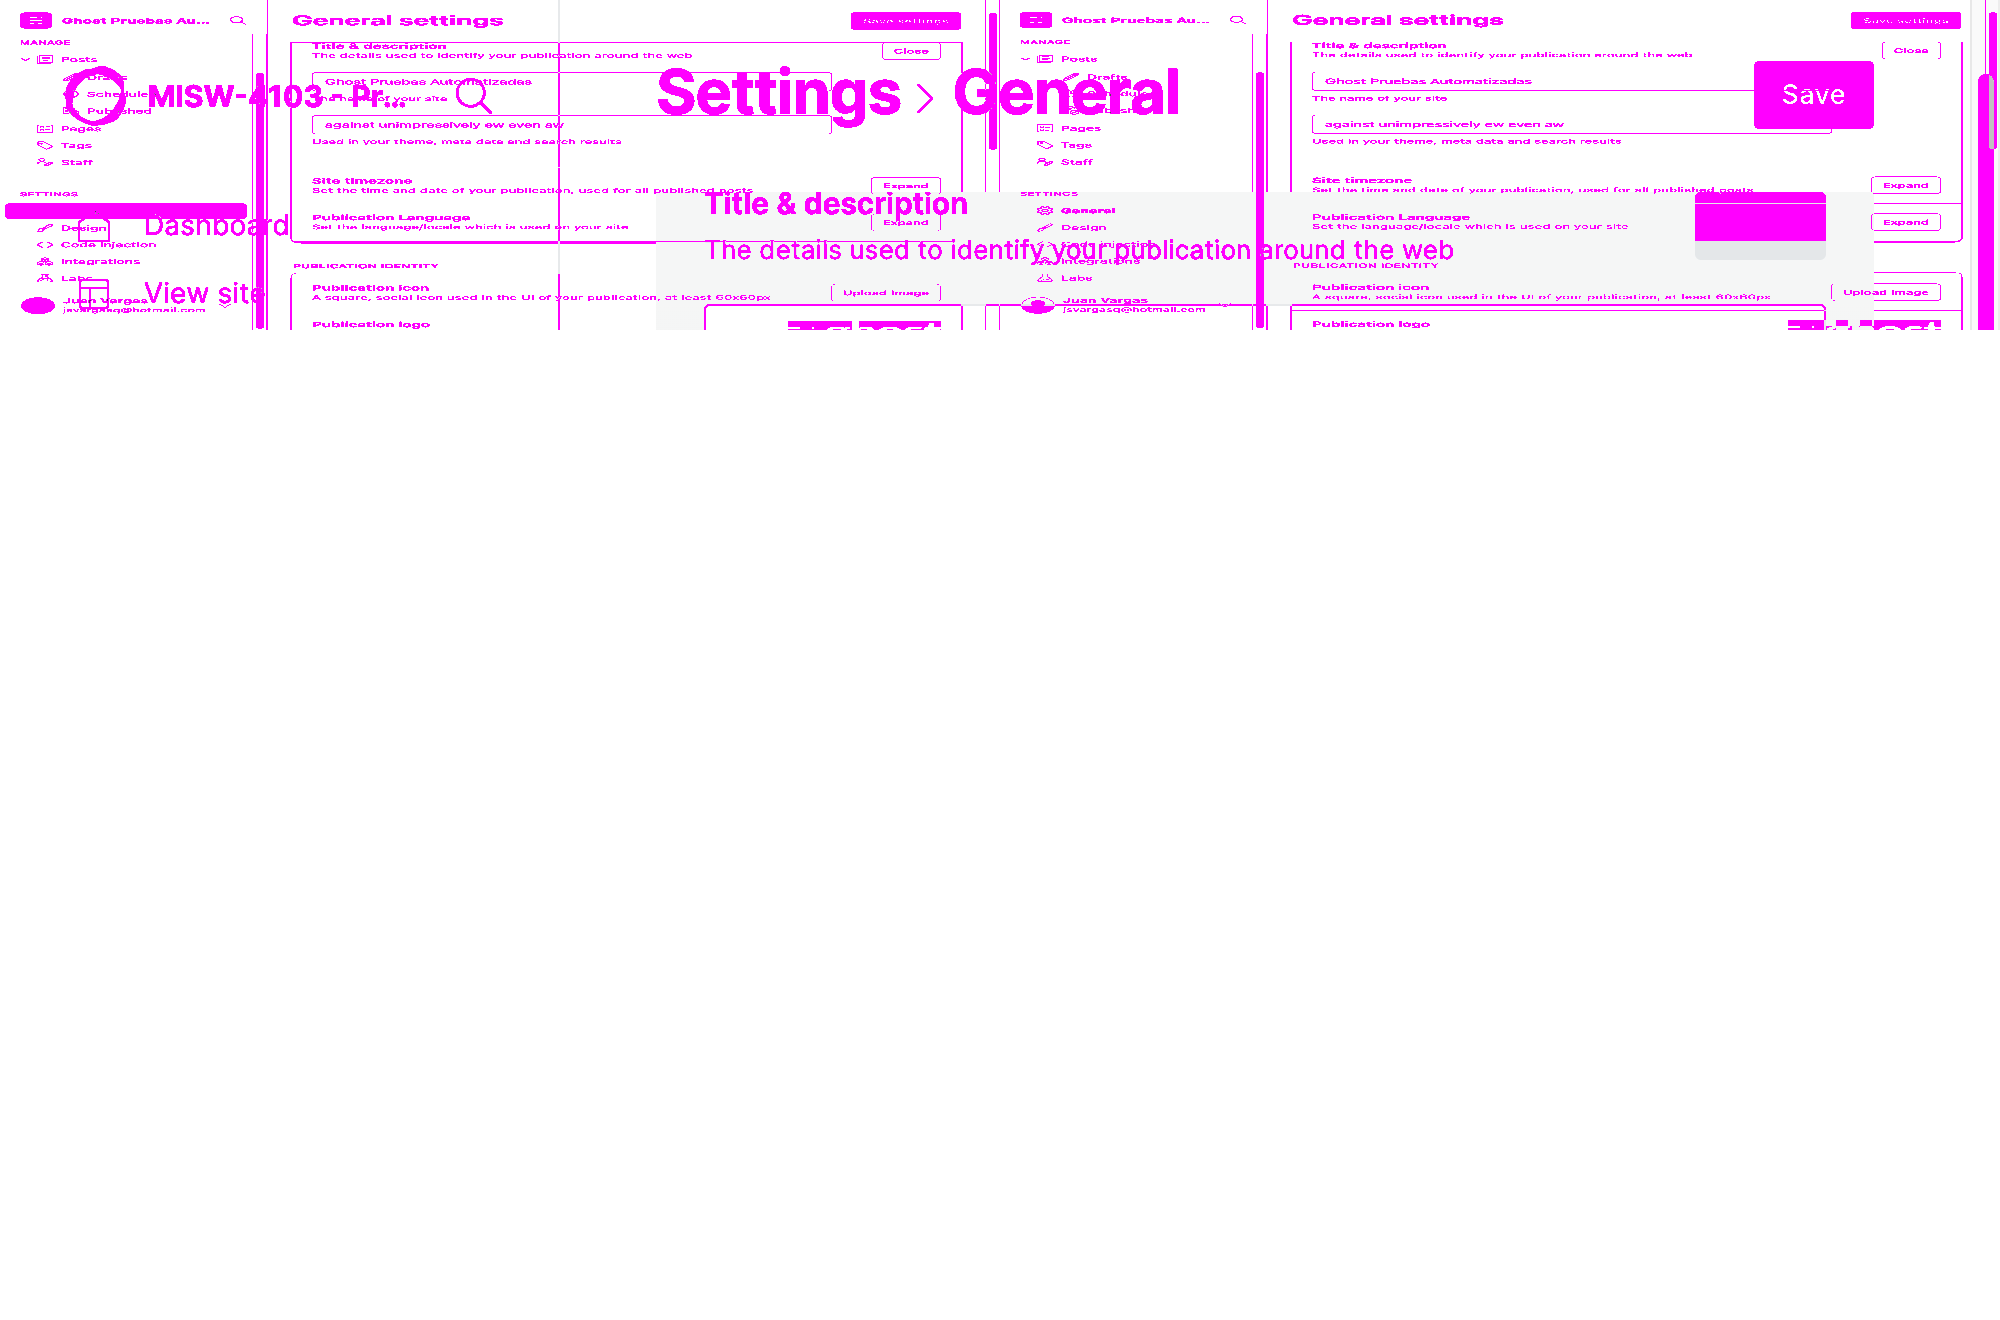 Ghost Pruebas Au...
General settings
Save settings
MANAGE
Posts
Drafts
Schedule
Published
Pages
Tags
Staff
SETTINGS
Design
Code injection
Integrations
Labs
Juan Vargas
jsvargasq@hotmail.com
Title & description
The details used to identify your publication around the web
Close
Ghost Pruebas Automatizadas
The name of your site
against unimpressively ew even aw
Used in your theme, meta data and search results
Site timezone
Set the time and date of your publication, used for all published posts
Expand
Publication Language
Set the language/locale which is used on your site
Expand
PUBLICATION IDENTITY
Publication icon
A square, social icon used in the UI of your publication, at least 60x60px
Upload Image
Publication logo
MISW-4103 - Pr...
Settings > General
Save
Dashboard
View site
Title & description
The details used to identify your publication around the web
Ghost Pruebas Au...
General settings
Save settings
MANAGE
Posts
Drafts
Pages
Tags
Staff
SETTINGS
General
Design
Code injection
Integrations
Labs
Juan Vargas
jsvargasq@hotmail.com
Title & description
The details used to identify your publication around the web
Close
Ghost Pruebas Automatizadas
The name of your site
against unimpressively ew even aw
Used in your theme, meta data and search results
Site timezone
Set the time and date of your publication, used for all published posts
Expand
Publication Language
Set the language/locale which is used on your site
Expand
PUBLICATION IDENTITY
Publication icon
A square, social icon used in the UI of your publication, at least 60x60px
Upload Image
Publication logo